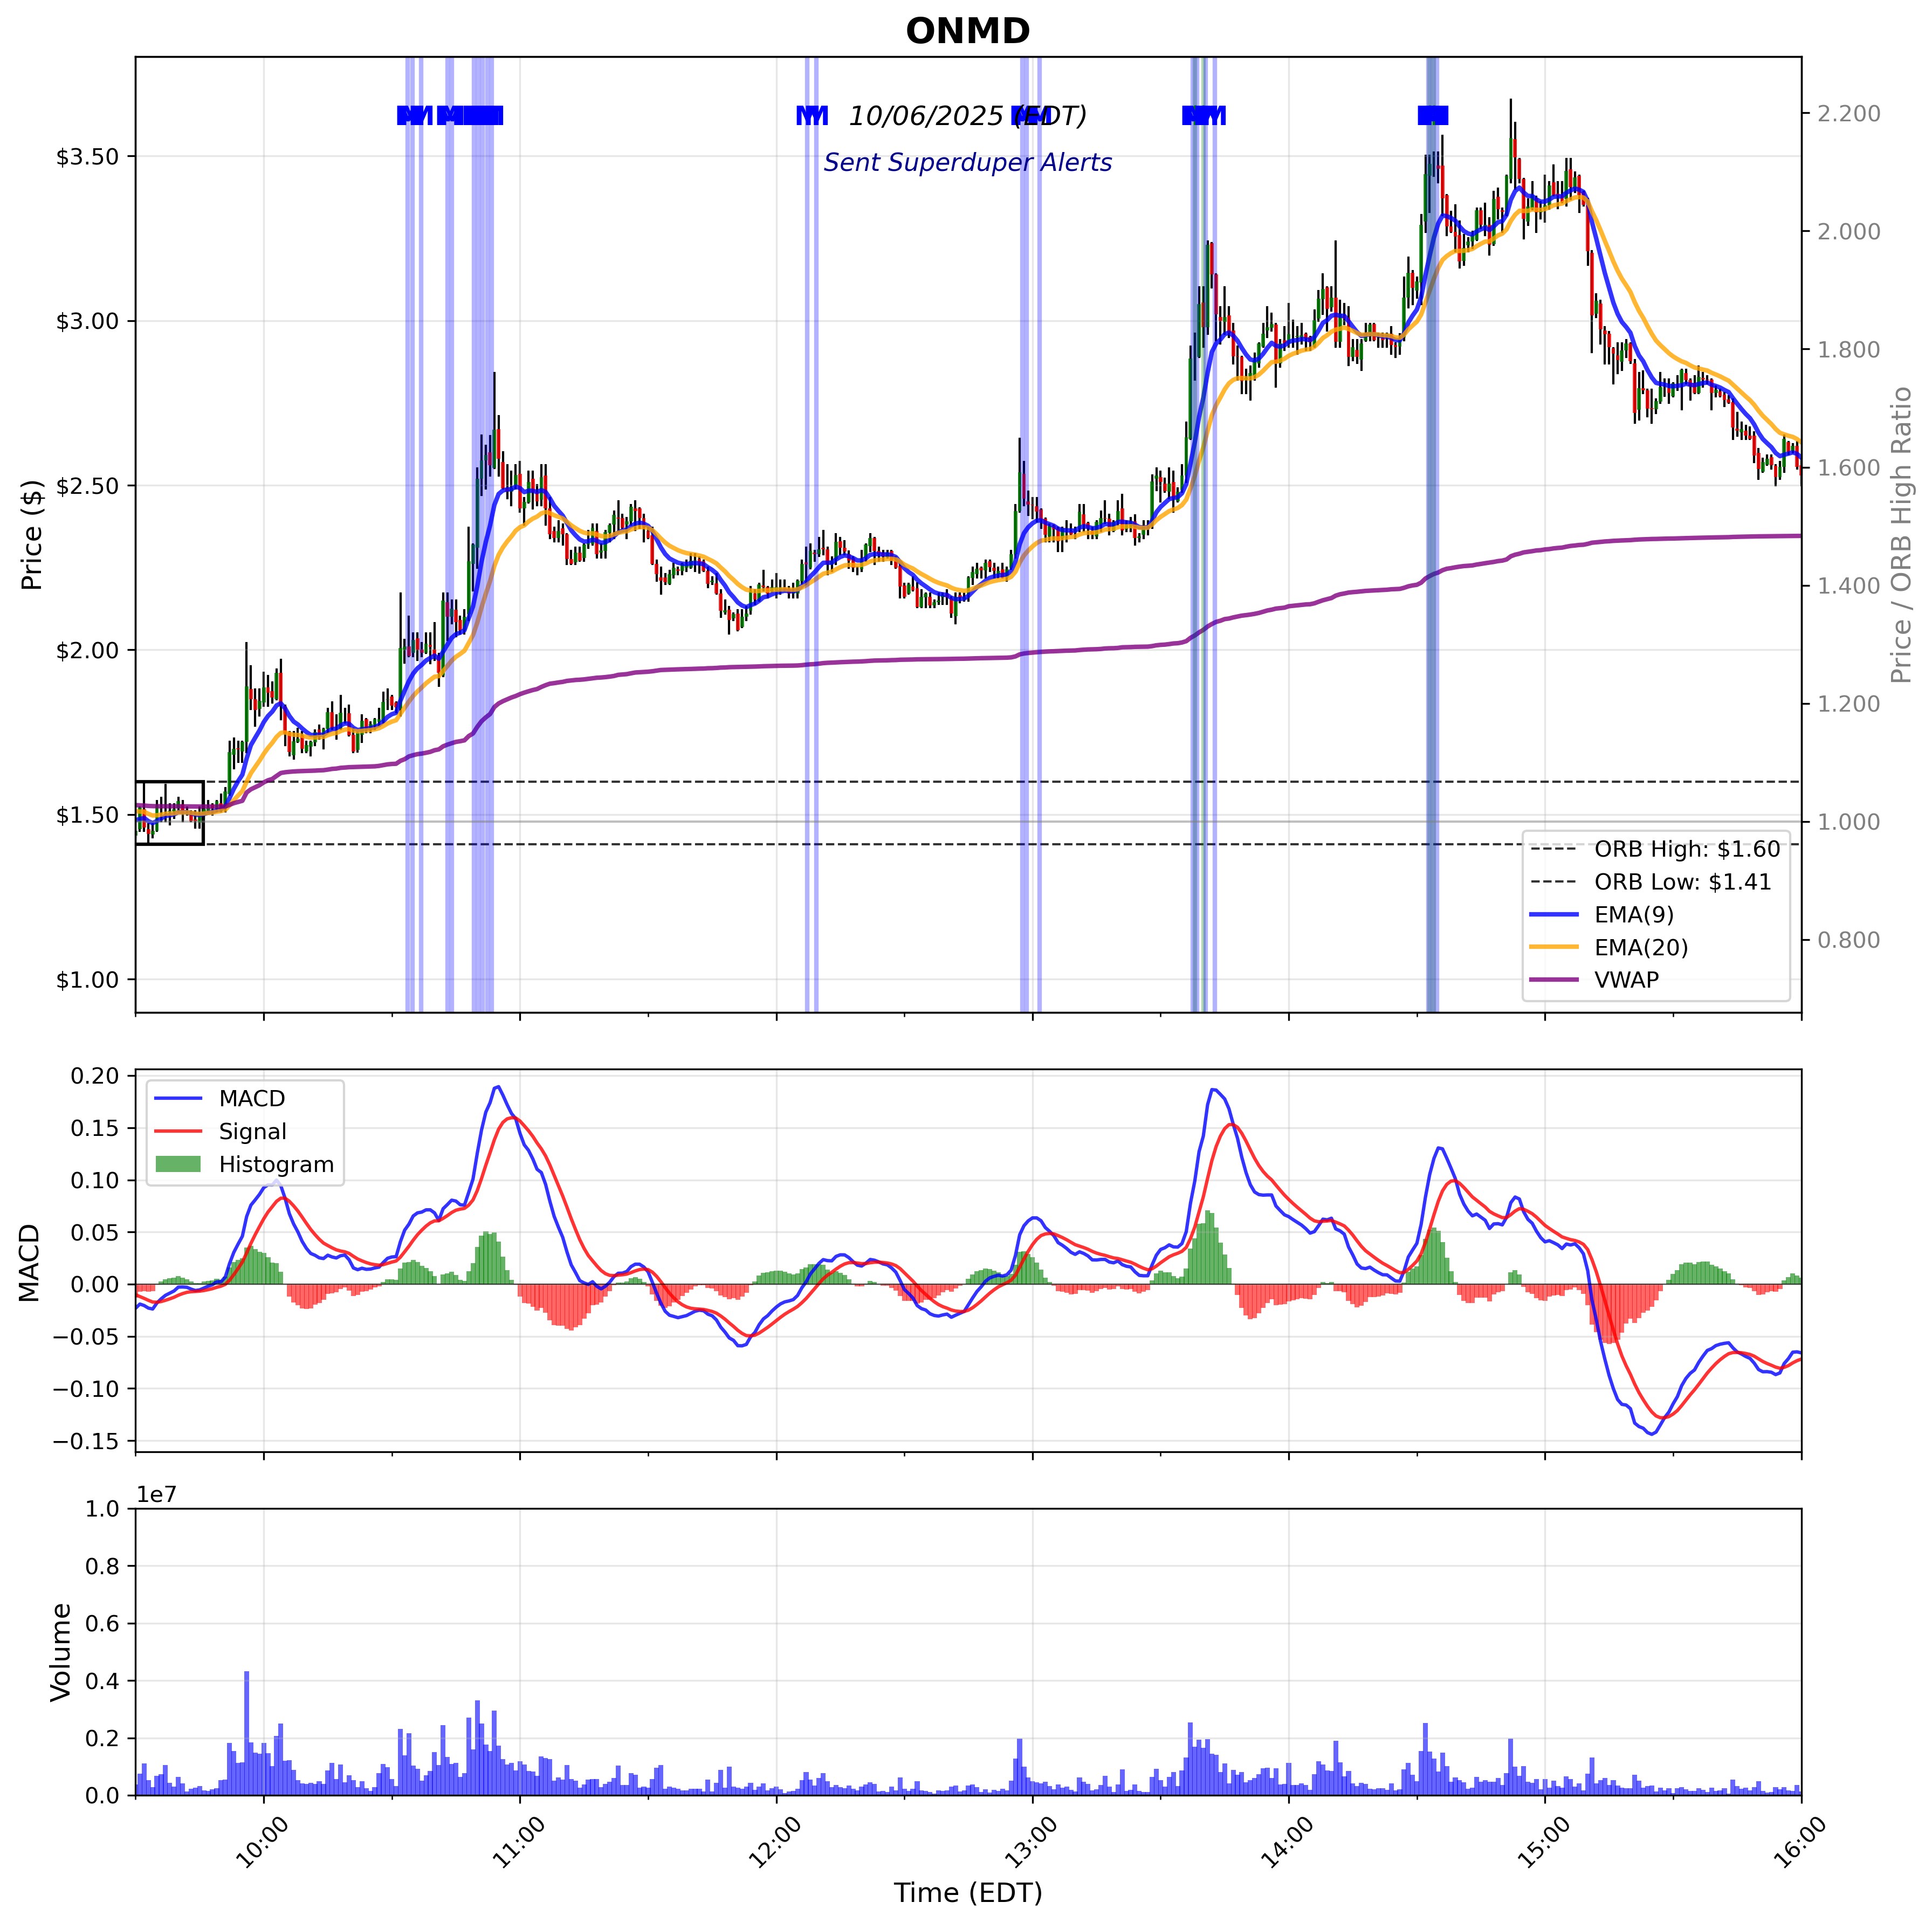 ONMD
10/06/2025 (EDT)
Sent Superduper Alerts
Price ($)
$3.50
$3.00
$2.50
$2.00
$1.50
$1.00
Price / ORB High Ratio
2.200
2.000
1.800
1.600
1.400
1.200
1.000
0.800
ORB High: $1.60
ORB Low: $1.41
EMA(9)
EMA(20)
VWAP
MACD
0.20
0.15
0.10
0.05
0.00
−0.05
−0.10
−0.15
MACD
Signal
Histogram
Volume
1e7
1.0
0.8
0.6
0.4
0.2
0.0
10:00
11:00
12:00
13:00
14:00
15:00
16:00
Time (EDT)